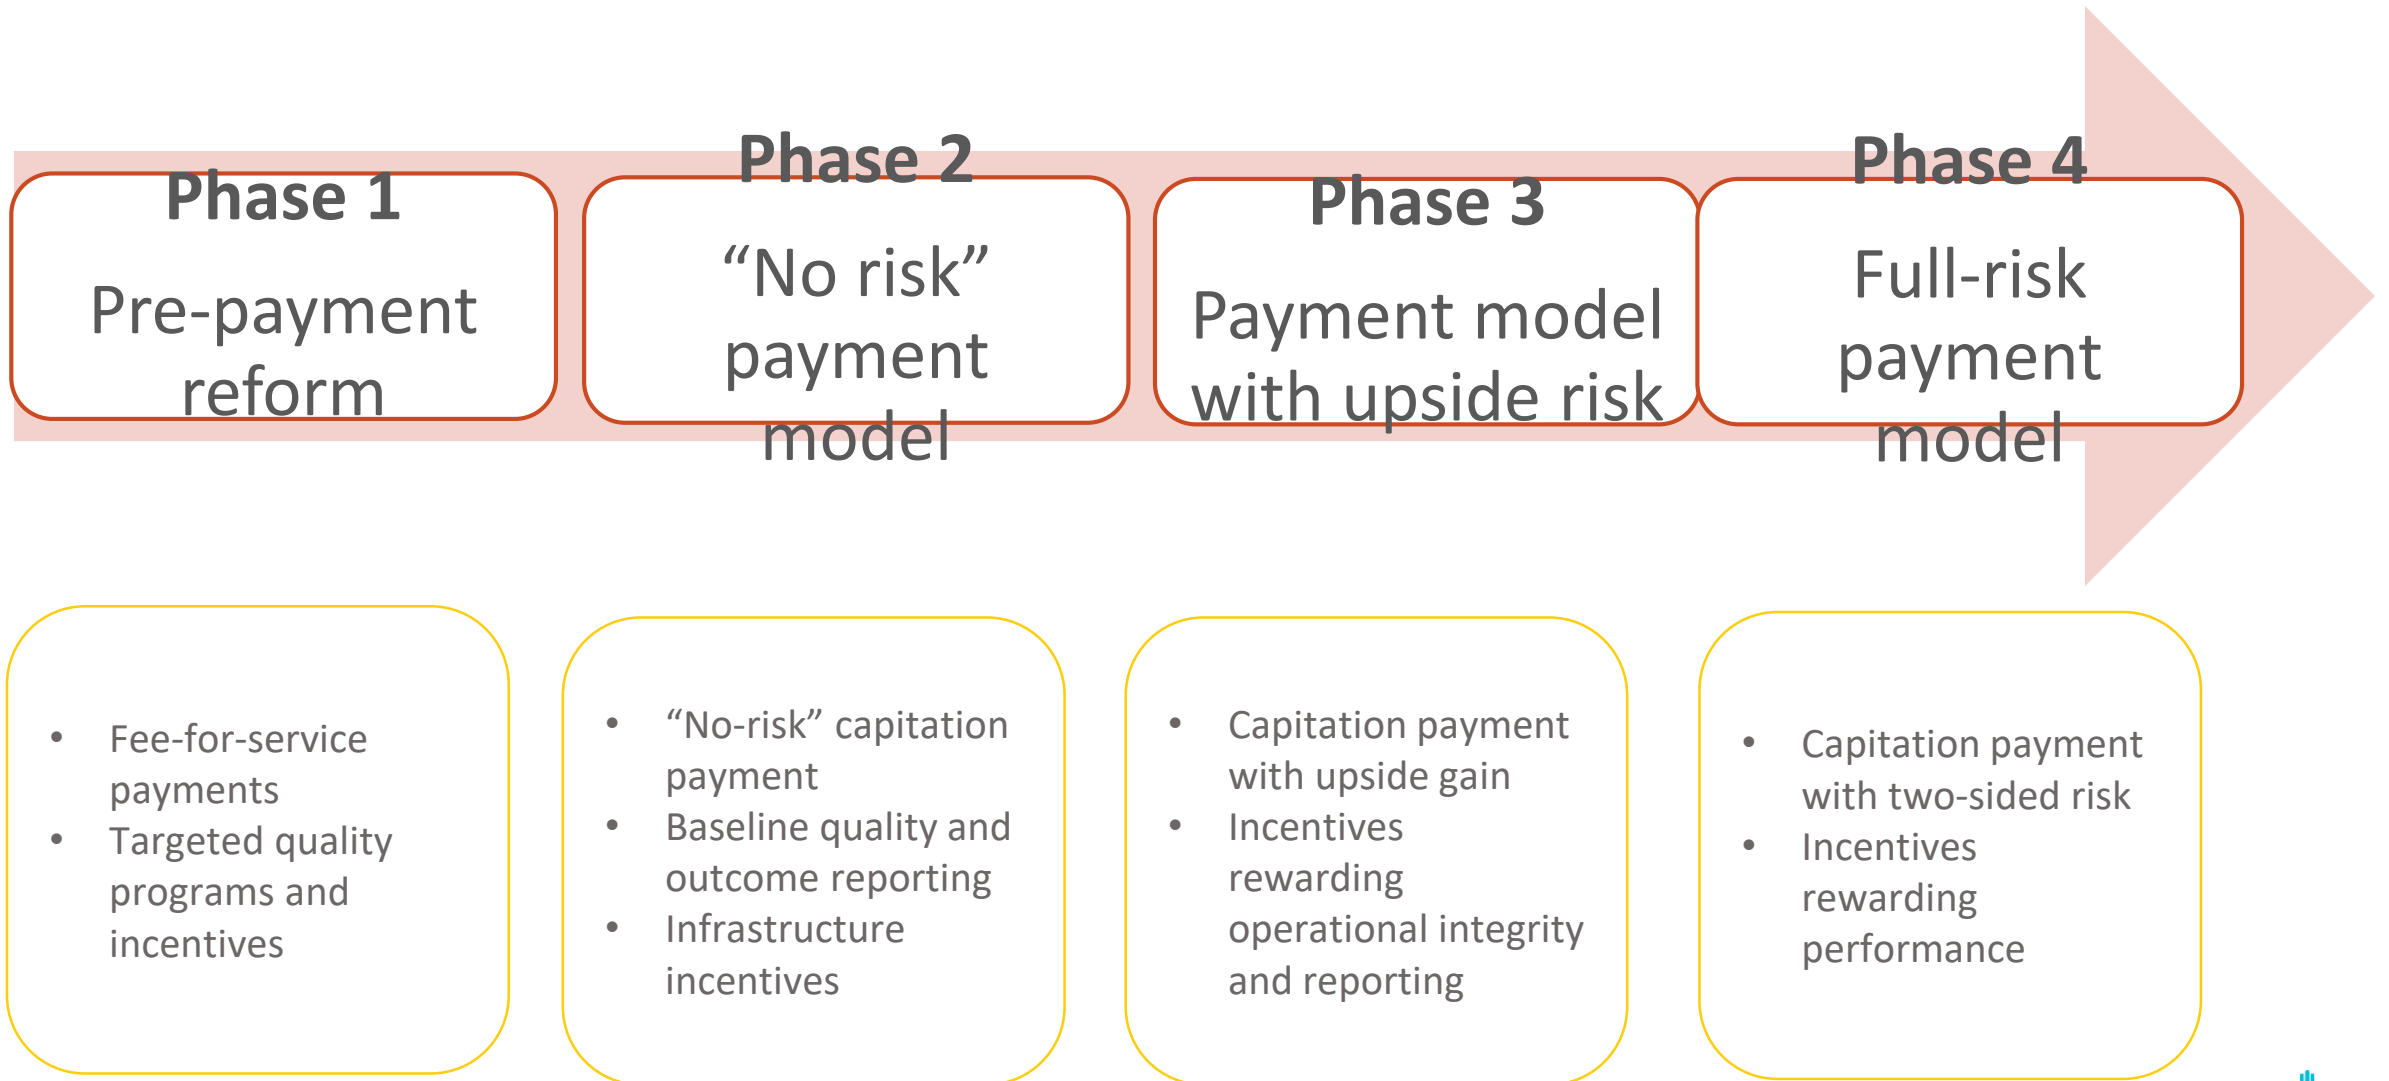 Phase 1
Pre-payment
reform
Phase 2
“No risk”
payment
model
Phase 3
Payment model
with upside risk
Phase 4
Full-risk
payment
model
• Fee-for-service
payments
• Targeted quality
programs and
incentives
• “No-risk” capitation
payment
• Baseline quality and
outcome reporting
• Infrastructure
incentives
• Capitation payment
with upside gain
• Incentives
rewarding
operational integrity
and reporting
• Capitation payment
with two-sided risk
• Incentives
rewarding
performance